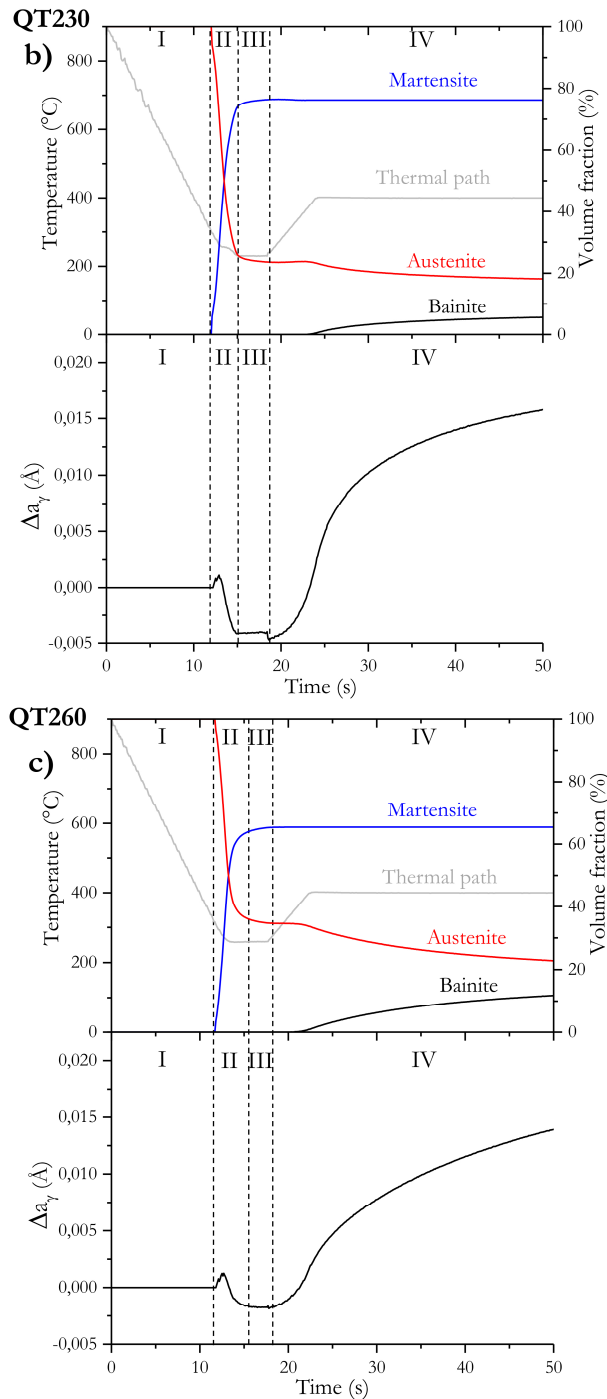 QT230
b)
I II III IV
Martensite
Thermal path
Austenite
Bainite
Temperature (°C)
800
600
400
200
0
Volume fraction (%)
100
80
60
40
20
0
I II III IV
Δaγ (Å)
0,020
0,015
0,010
0,005
0,000
-0,005
0 10 20 30 40 50
Time (s)
QT260
c)
I II III IV
Martensite
Thermal path
Austenite
Bainite
Temperature (°C)
800
600
400
200
0
Volume fraction (%)
100
80
60
40
20
0
I II III IV
Δaγ (Å)
0,020
0,015
0,010
0,005
0,000
-0,005
0 10 20 30 40 50
Time (s)